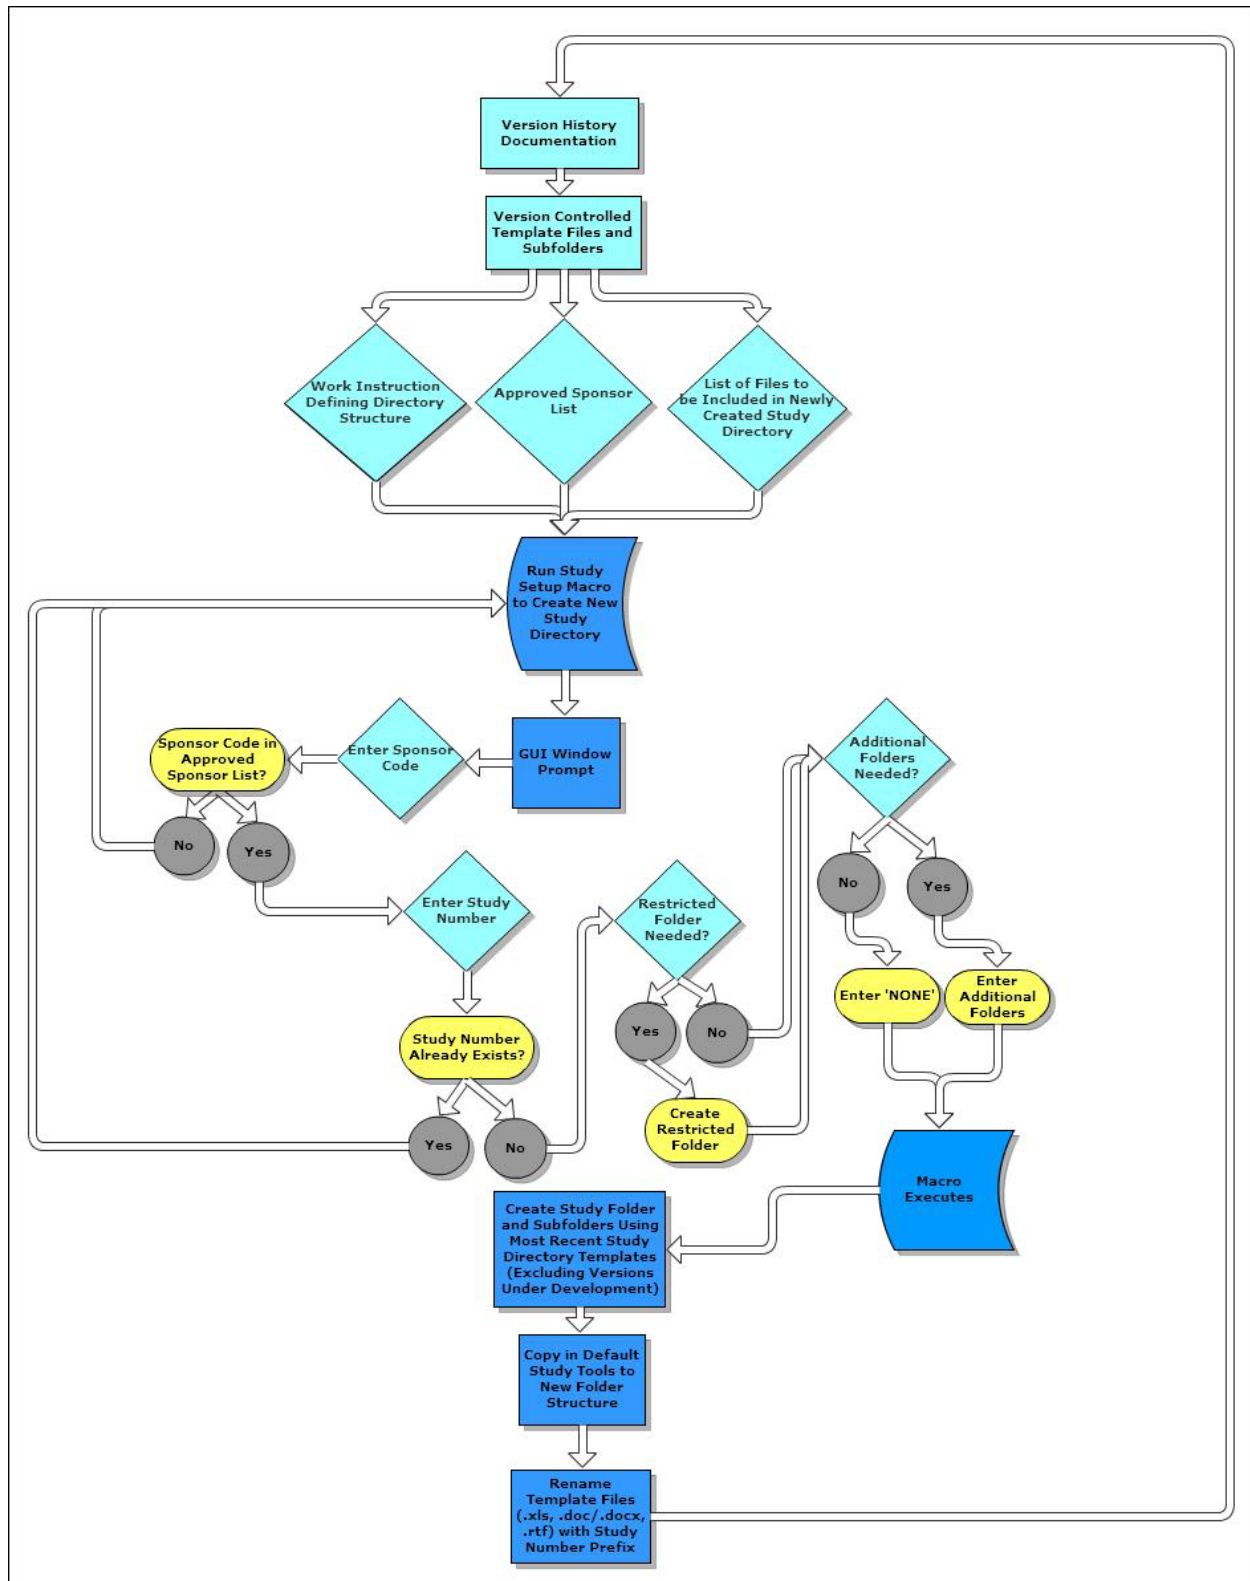 Version History
Documentation
Version Controlled
Template Files and
Subfolders
Work Instruction
Defining Directory
Structure
Approved Sponsor
List
List of Files to
be Included in Newly
Created Study
Directory
Run Study
Setup Macro
to Create New
Study
Directory
GUI Window
Prompt
Enter Sponsor
Code
Sponsor Code in
Approved
Sponsor List?
No
Yes
Enter Study
Number
Study Number
Already Exists?
Yes
No
Restricted
Folder
Needed?
Yes
No
Create
Restricted
Folder
Additional
Folders
Needed?
No
Yes
Enter 'NONE'
Enter
Additional
Folders
Macro
Executes
Create Study Folder
and Subfolders Using
Most Recent Study
Directory Templates
(Excluding Versions
Under Development)
Copy in Default
Study Tools to
New Folder
Structure
Rename
Template Files
(.xls, .doc/.docx,
.rtf) with Study
Number Prefix